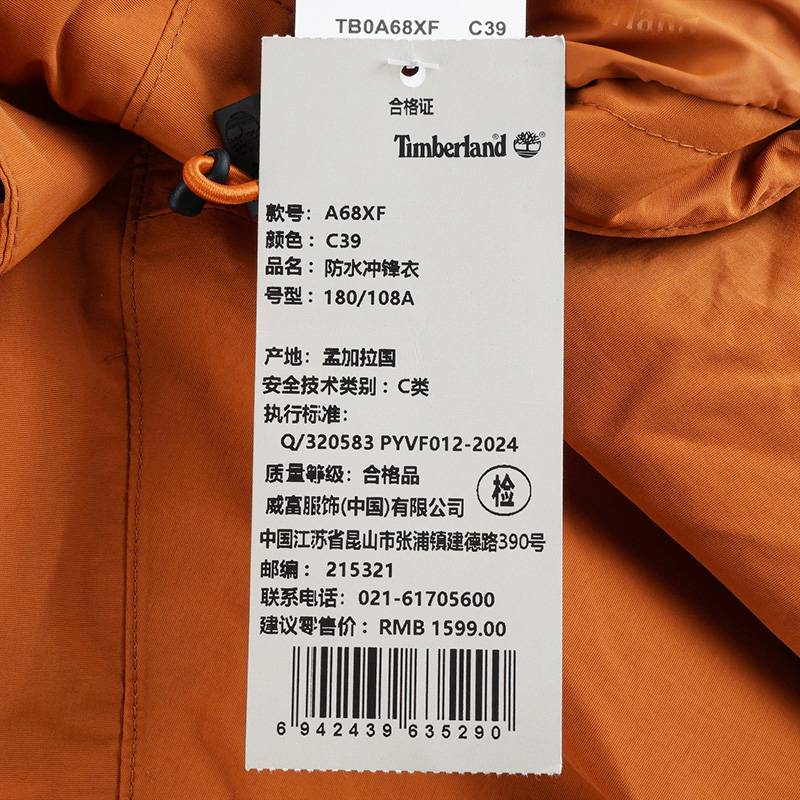 TB0A68XF C39
合格证
Timberland
款号：A68XF
颜色：C39
品名：防水冲锋衣
号型：180/108A
产地：孟加拉国
安全技术类别：C类
执行标准：
Q/320583 PYVF012-2024
质量等级：合格品
检
威富服饰(中国)有限公司
中国江苏省昆山市张浦镇建德路390号
邮编：215321
联系电话：021-61705600
建议零售价：RMB 1599.00
6 942439 635290